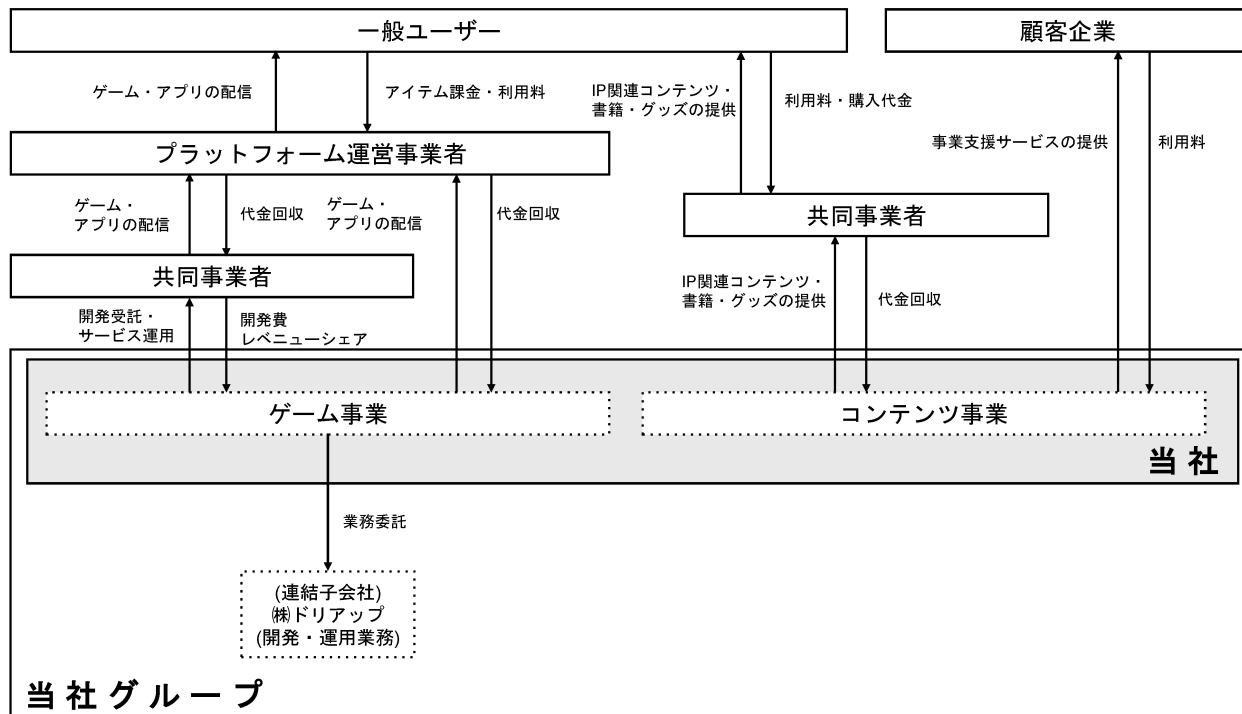 一般ユーザー
顧客企業
ゲーム・アプリの配信
アイテム課金・利用料
IP関連コンテンツ・
書籍・グッズの提供
利用料・購入代金
事業支援サービスの提供
利用料
プラットフォーム運営事業者
ゲーム・
アプリの配信
代金回収
ゲーム・
アプリの配信
代金回収
共同事業者
共同事業者
IP関連コンテンツ・
書籍・グッズの提供
代金回収
開発受託・
サービス運用
開発費
レベニューシェア
ゲーム事業
コンテンツ事業
当社
業務委託
(連結子会社)
㈱ドリアップ
(開発・運用業務)
当社グループ